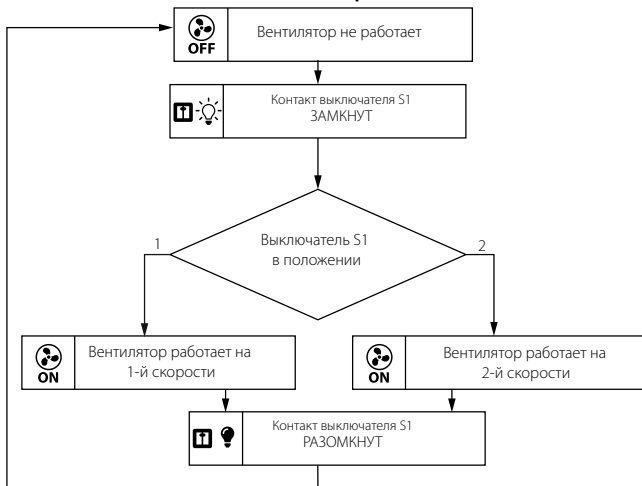 OFF
Вентилятор не работает
Контакт выключателя S1
ЗАМКНУТ
Выключатель S1
в положении
1
2
ON
Вентилятор работает на
1-й скорости
ON
Вентилятор работает на
2-й скорости
Контакт выключателя S1
РАЗОМКНУТ